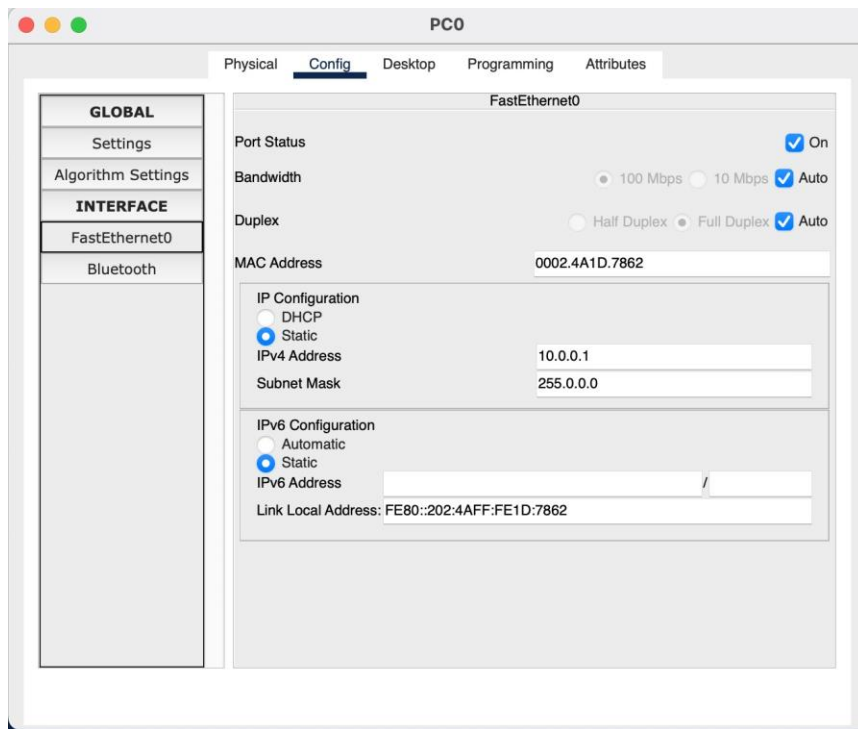 PC0
Physical Config Desktop Programming Attributes
GLOBAL
Settings
Algorithm Settings
INTERFACE
FastEthernet0
Bluetooth
FastEthernet0
Port Status On
Bandwidth 100 Mbps 10 Mbps Auto
Duplex Half Duplex Full Duplex Auto
MAC Address 0002.4A1D.7862
IP Configuration
DHCP
Static
IPv4 Address 10.0.0.1
Subnet Mask 255.0.0.0
IPv6 Configuration
Automatic
Static
IPv6 Address /
Link Local Address: FE80::202:4AFF:FE1D:7862